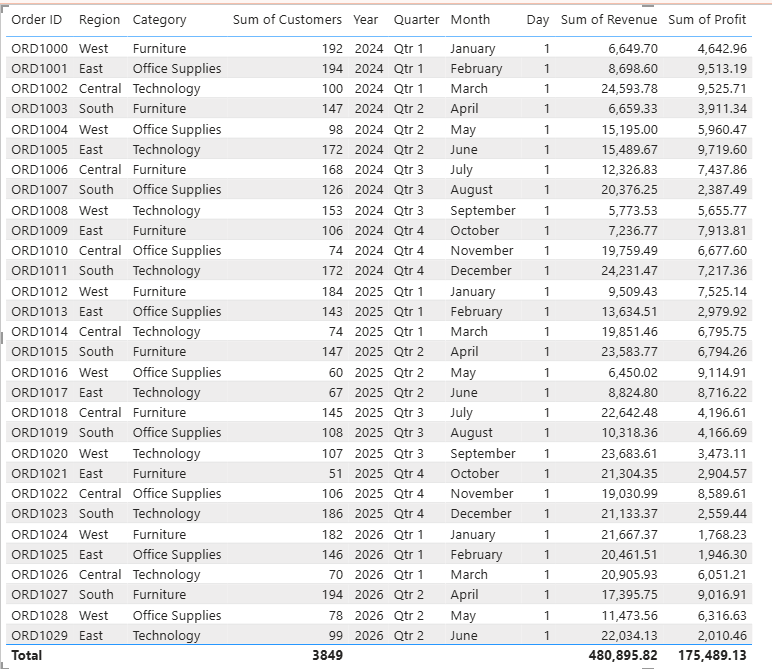 Order ID Region Category Sum of Customers Year Quarter Month Day Sum of Revenue Sum of Profit
ORD1000 West Furniture 192 2024 Qtr 1 January 1 6,649.70 4,642.96
ORD1001 East Office Supplies 194 2024 Qtr 1 February 1 8,698.60 9,513.19
ORD1002 Central Technology 100 2024 Qtr 1 March 1 24,593.78 9,525.71
ORD1003 South Furniture 147 2024 Qtr 2 April 1 6,659.33 3,911.34
ORD1004 West Office Supplies 98 2024 Qtr 2 May 1 15,195.00 5,960.47
ORD1005 East Technology 172 2024 Qtr 2 June 1 15,489.67 9,719.60
ORD1006 Central Furniture 168 2024 Qtr 3 July 1 12,326.83 7,437.86
ORD1007 South Office Supplies 126 2024 Qtr 3 August 1 20,376.25 2,387.49
ORD1008 West Technology 153 2024 Qtr 3 September 1 5,773.53 5,655.77
ORD1009 East Furniture 106 2024 Qtr 4 October 1 7,236.77 7,913.81
ORD1010 Central Office Supplies 74 2024 Qtr 4 November 1 19,759.49 6,677.60
ORD1011 South Technology 172 2024 Qtr 4 December 1 24,231.47 7,217.36
ORD1012 West Furniture 184 2025 Qtr 1 January 1 9,509.43 7,525.14
ORD1013 East Office Supplies 143 2025 Qtr 1 February 1 13,634.51 2,979.92
ORD1014 Central Technology 74 2025 Qtr 1 March 1 19,851.46 6,795.75
ORD1015 South Furniture 147 2025 Qtr 2 April 1 23,583.77 6,794.26
ORD1016 West Office Supplies 60 2025 Qtr 2 May 1 6,450.02 9,114.91
ORD1017 East Technology 67 2025 Qtr 2 June 1 8,824.80 8,716.22
ORD1018 Central Furniture 145 2025 Qtr 3 July 1 22,642.48 4,196.61
ORD1019 South Office Supplies 108 2025 Qtr 3 August 1 10,318.36 4,166.69
ORD1020 West Technology 107 2025 Qtr 3 September 1 23,683.61 3,473.11
ORD1021 East Furniture 51 2025 Qtr 4 October 1 21,304.35 2,904.57
ORD1022 Central Office Supplies 106 2025 Qtr 4 November 1 19,030.99 8,589.61
ORD1023 South Technology 186 2025 Qtr 4 December 1 21,133.37 2,559.44
ORD1024 West Furniture 182 2026 Qtr 1 January 1 21,667.37 1,768.23
ORD1025 East Office Supplies 146 2026 Qtr 1 February 1 20,461.51 1,946.30
ORD1026 Central Technology 70 2026 Qtr 1 March 1 20,905.93 6,051.21
ORD1027 South Furniture 194 2026 Qtr 2 April 1 17,395.75 9,016.91
ORD1028 West Office Supplies 78 2026 Qtr 2 May 1 11,473.56 6,316.63
ORD1029 East Technology 99 2026 Qtr 2 June 1 22,034.13 2,010.46
Total 3849 480,895.82 175,489.13